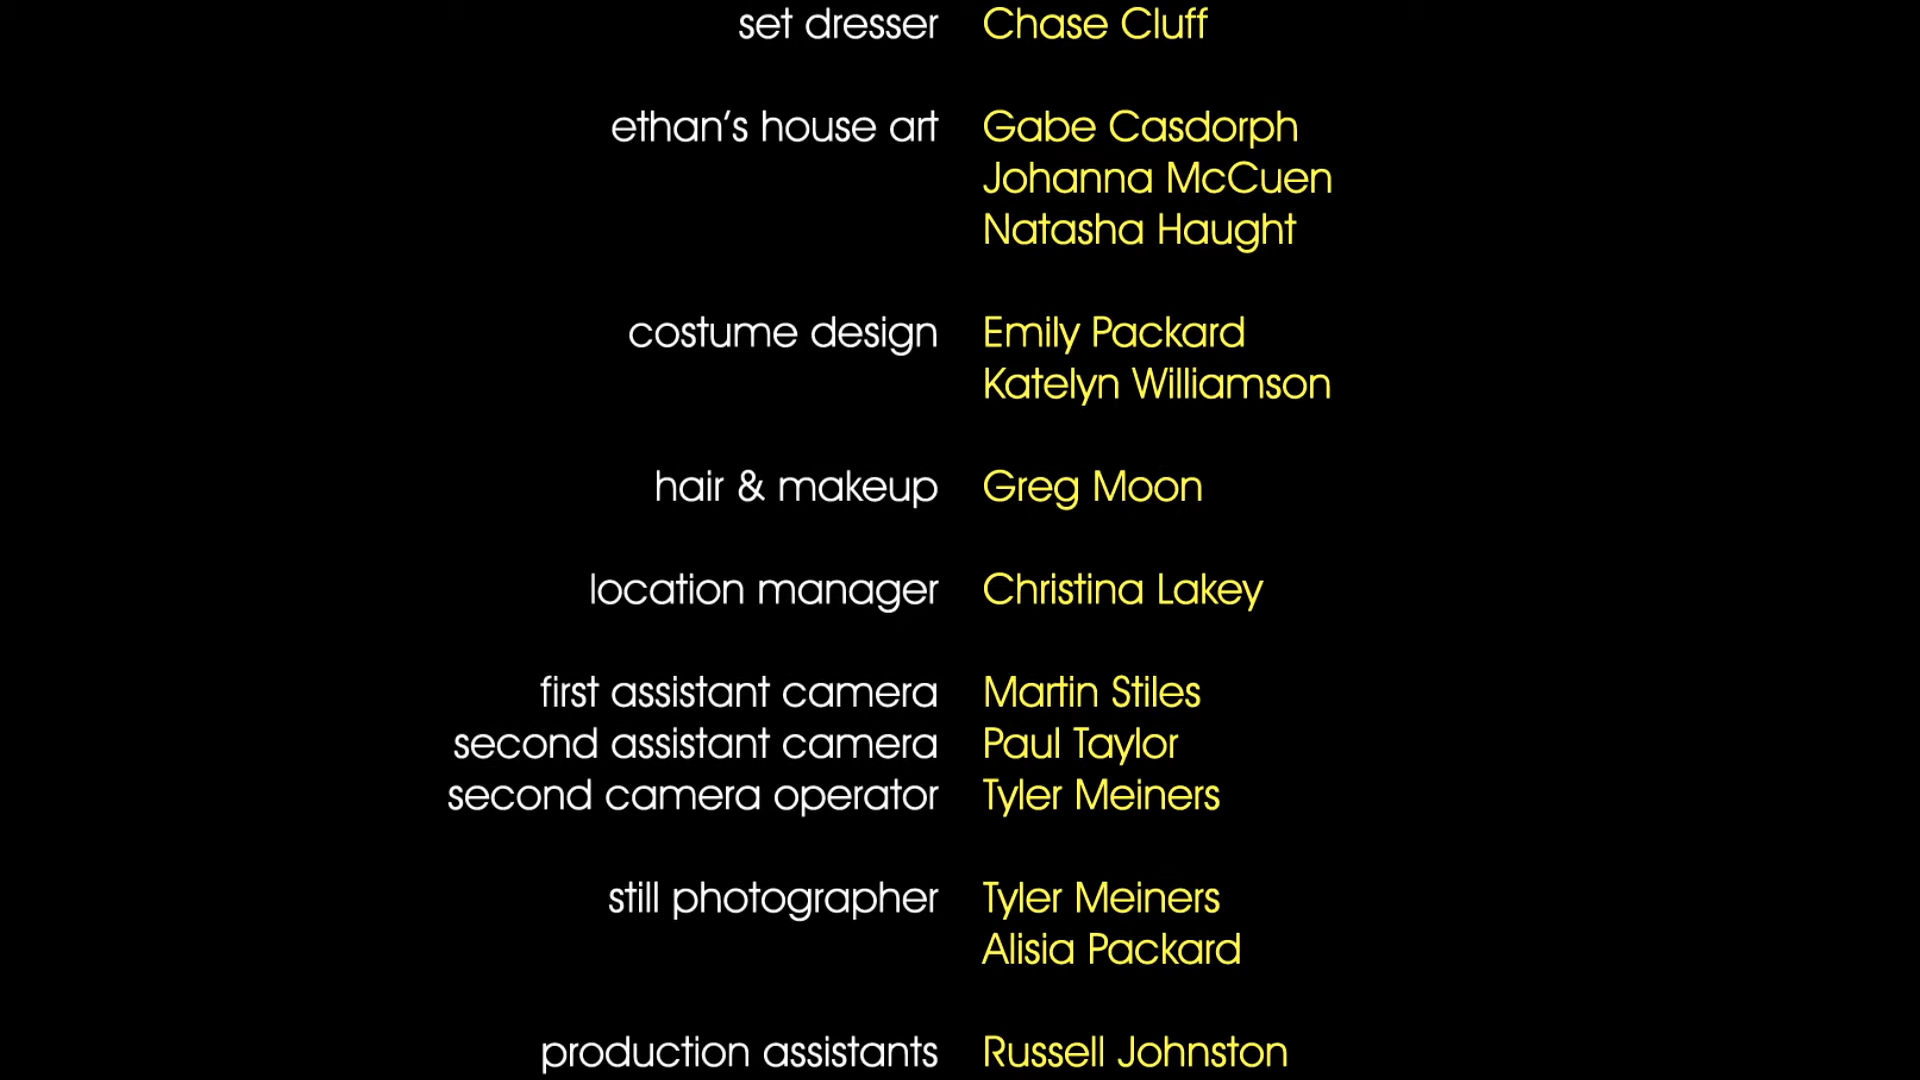 set dresser Chase Cluff
ethan’s house art Gabe Casdorph
Johanna McCuen
Natasha Haught
costume design Emily Packard
Katelyn Williamson
hair & makeup Greg Moon
location manager Christina Lakey
first assistant camera Martin Stiles
second assistant camera Paul Taylor
second camera operator Tyler Meiners
still photographer Tyler Meiners
Alisia Packard
production assistants Russell Johnston